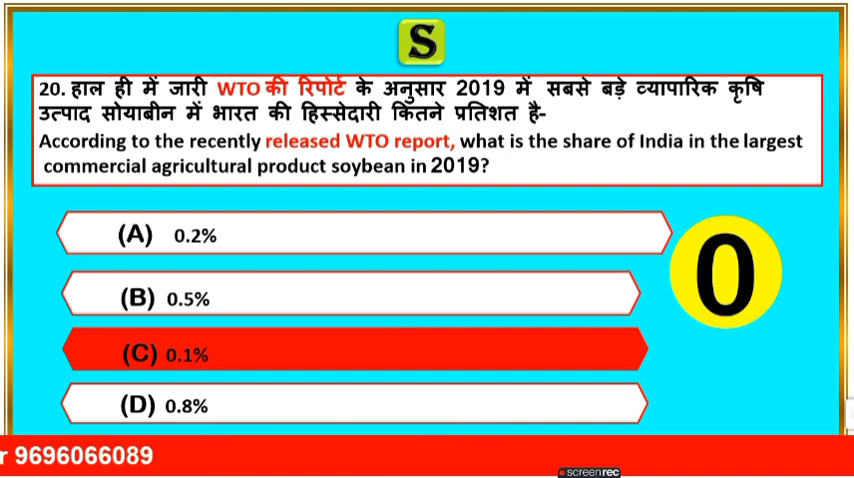 S
20. हाल ही में जारी WTO की रिपोर्ट के अनुसार 2019 में सबसे बड़े व्यापारिक कृषि
उत्पाद सोयाबीन में भारत की हिस्सेदारी कितने प्रतिशत है-
According to the recently released WTO report, what is the share of India in the largest
commercial agricultural product soybean in 2019?
(A) 0.2%
0
(B) 0.5%
(C) 0.1%
(D) 0.8%
r 9696066089
screenrec